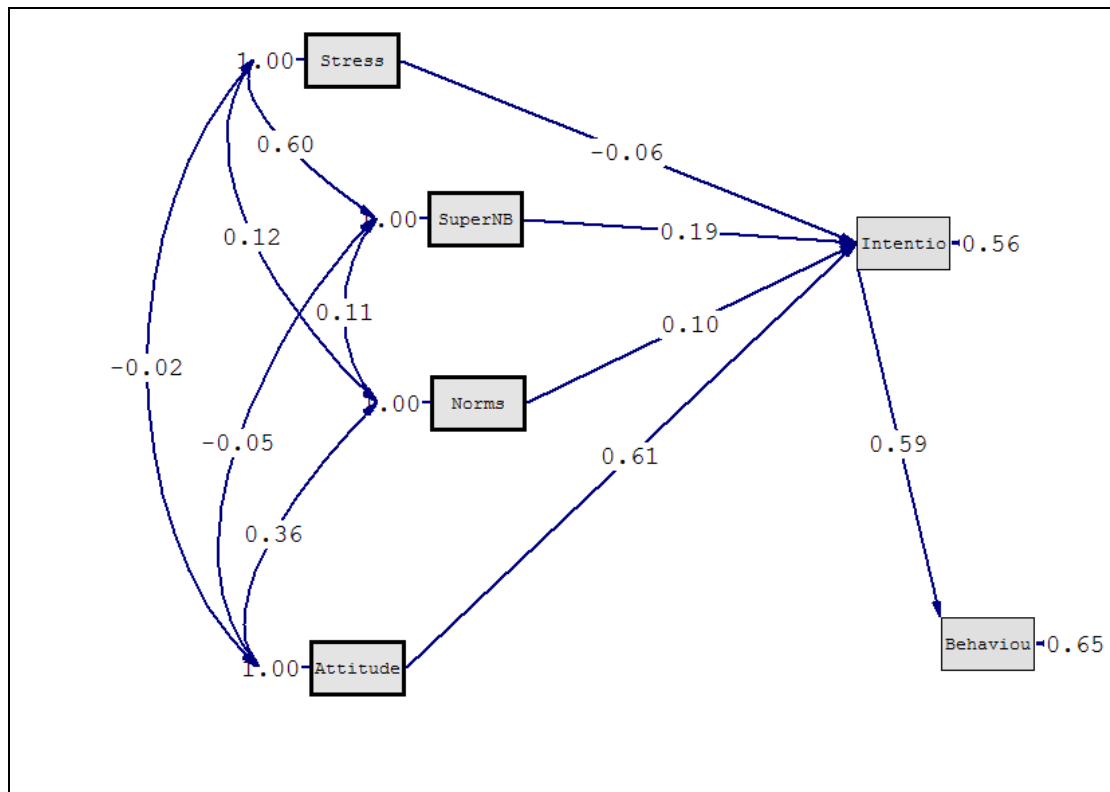 1.00 Stress
0.60
-0.06
1.00 SuperNB
0.19
0.12
Intentio 0.56
0.11
0.10
-0.02
1.00 Norms
-0.05
0.59
0.61
0.36
1.00 Attitude
Behaviou 0.65